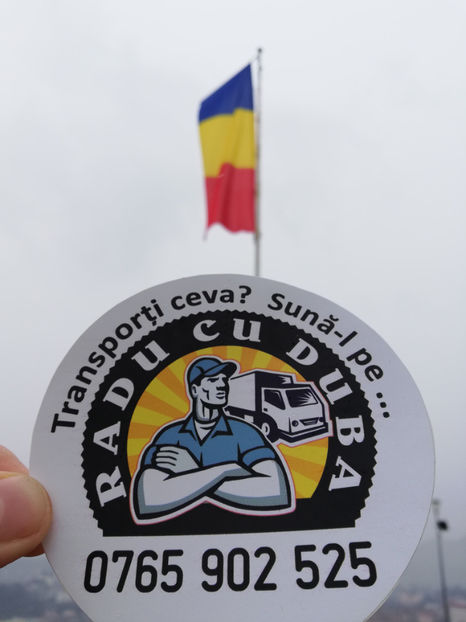 Transporți ceva? Sună-l pe ...
RADU CU DUBA
0765 902 525